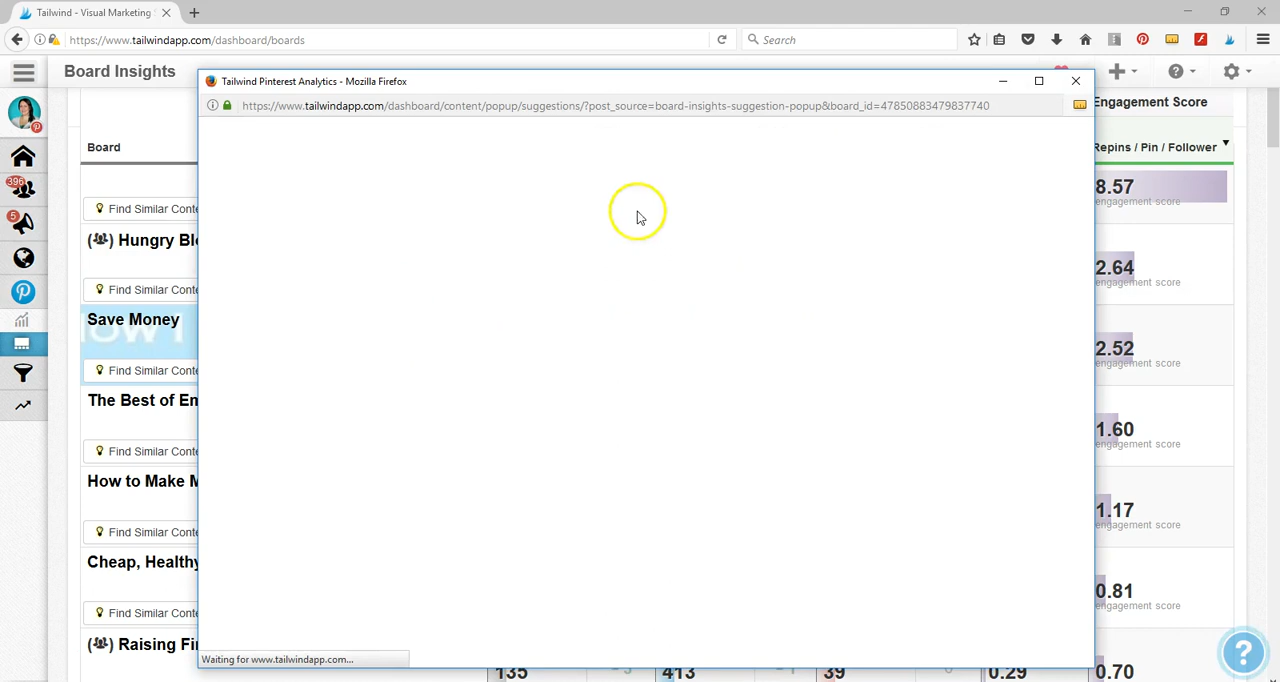 Tailwind - Visual Marketing
https://www.tailwindapp.com/dashboard/boards
Search
Board Insights
Tailwind Pinterest Analytics - Mozilla Firefox
https://www.tailwindapp.com/dashboard/content/popup/suggestions/?post_source=board-insights-suggestion-popup&board_id=47850883479837740
Engagement Score
Board
Repins / Pin / Follower
396
5
Find Similar Conte
8.57
engagement score
Hungry Blo
2.64
engagement score
Find Similar Conte
Save Money
2.52
engagement score
Find Similar Conte
The Best of Em
1.60
engagement score
Find Similar Conte
How to Make M
1.17
engagement score
Find Similar Conte
Cheap, Healthy
0.81
engagement score
Find Similar Conte
Raising Fi
Waiting for www.tailwindapp.com...
135
413
39
0.29
0.70